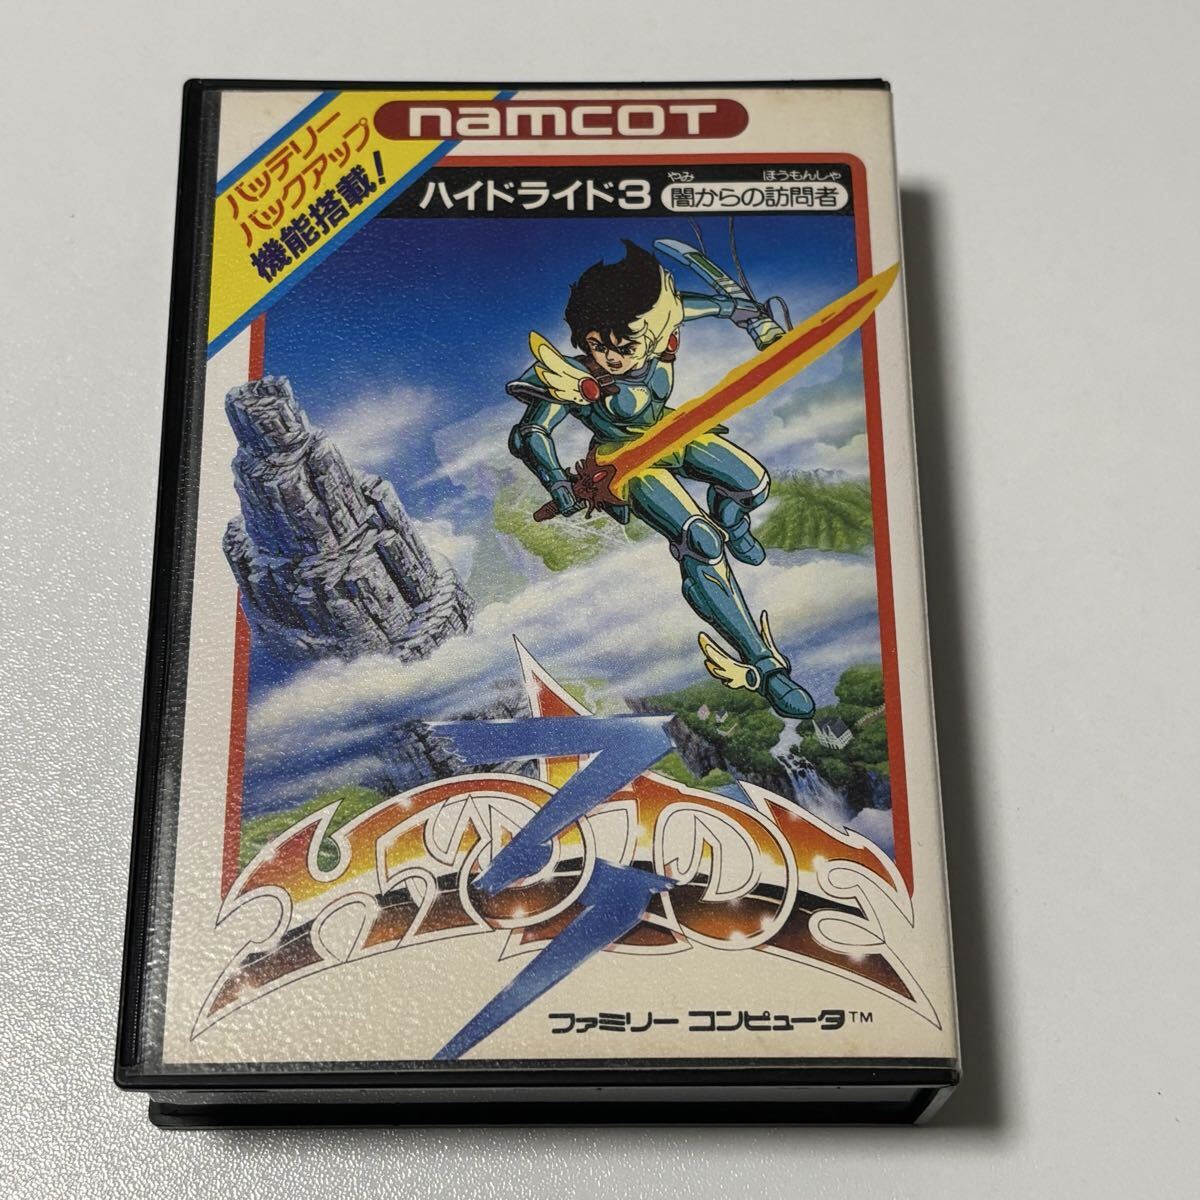 バッテリー
バックアップ
機能搭載!
namcot
ハイドライド3 闇からの訪問者
やみ ほうもんしゃ
HYDLIDE
3
ファミリー コンピュータ™